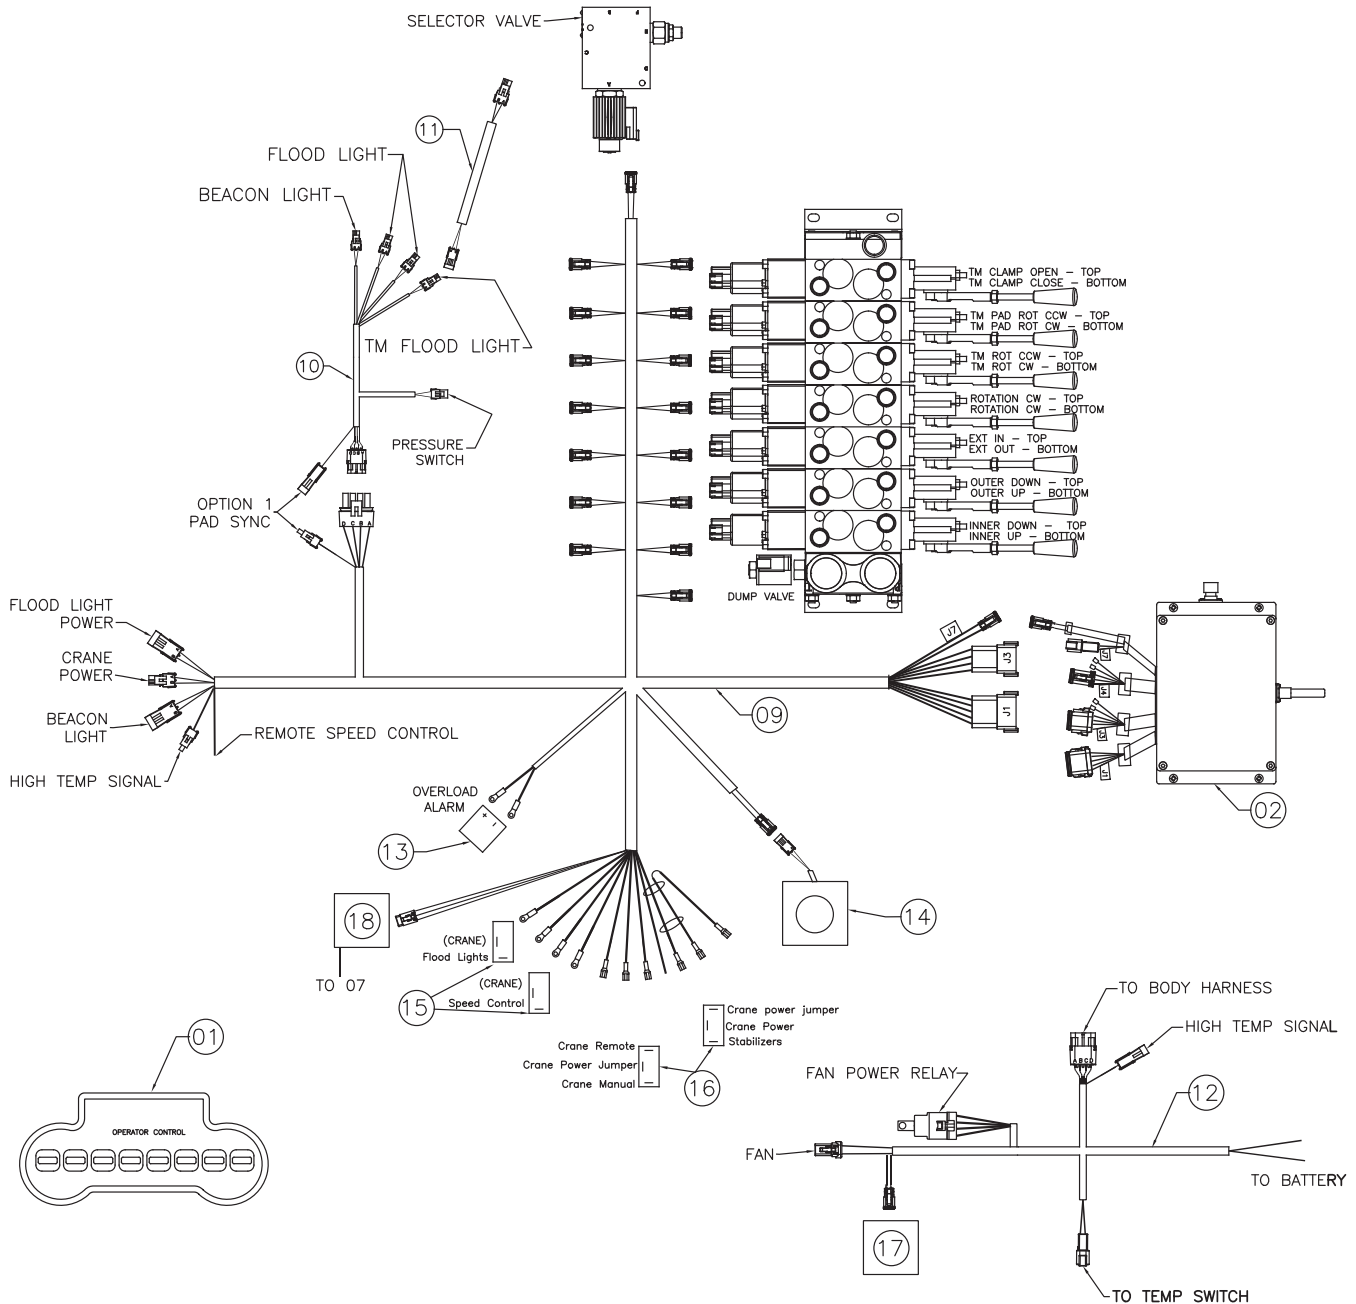 SELECTOR VALVE
11
FLOOD LIGHT
BEACON LIGHT
TM FLOOD LIGHT
10
PRESSURE
SWITCH
OPTION 1
PAD SYNC
D C B A
TM CLAMP OPEN – TOP
TM CLAMP CLOSE – BOTTOM
TM PAD ROT CCW – TOP
TM PAD ROT CW – BOTTOM
TM ROT CCW – TOP
TM ROT CW – BOTTOM
ROTATION CW – TOP
ROTATION CW – BOTTOM
EXT IN – TOP
EXT OUT – BOTTOM
OUTER DOWN – TOP
OUTER UP – BOTTOM
INNER DOWN – TOP
INNER UP – BOTTOM
DUMP VALVE
FLOOD LIGHT
POWER
CRANE
POWER
BEACON
LIGHT
HIGH TEMP SIGNAL
REMOTE SPEED CONTROL
J7
J3
J1
09
J4
J3
J1
02
OVERLOAD
ALARM
+ –
13
14
18
TO 07
(CRANE)
Flood Lights
(CRANE)
Speed Control
15
Crane power jumper
Crane Power
Stabilizers
Crane Remote
Crane Power Jumper
Crane Manual
16
01
OPERATOR CONTROL
TO BODY HARNESS
HIGH TEMP SIGNAL
A B C D
FAN POWER RELAY
12
FAN
TO BATTERY
17
TO TEMP SWITCH